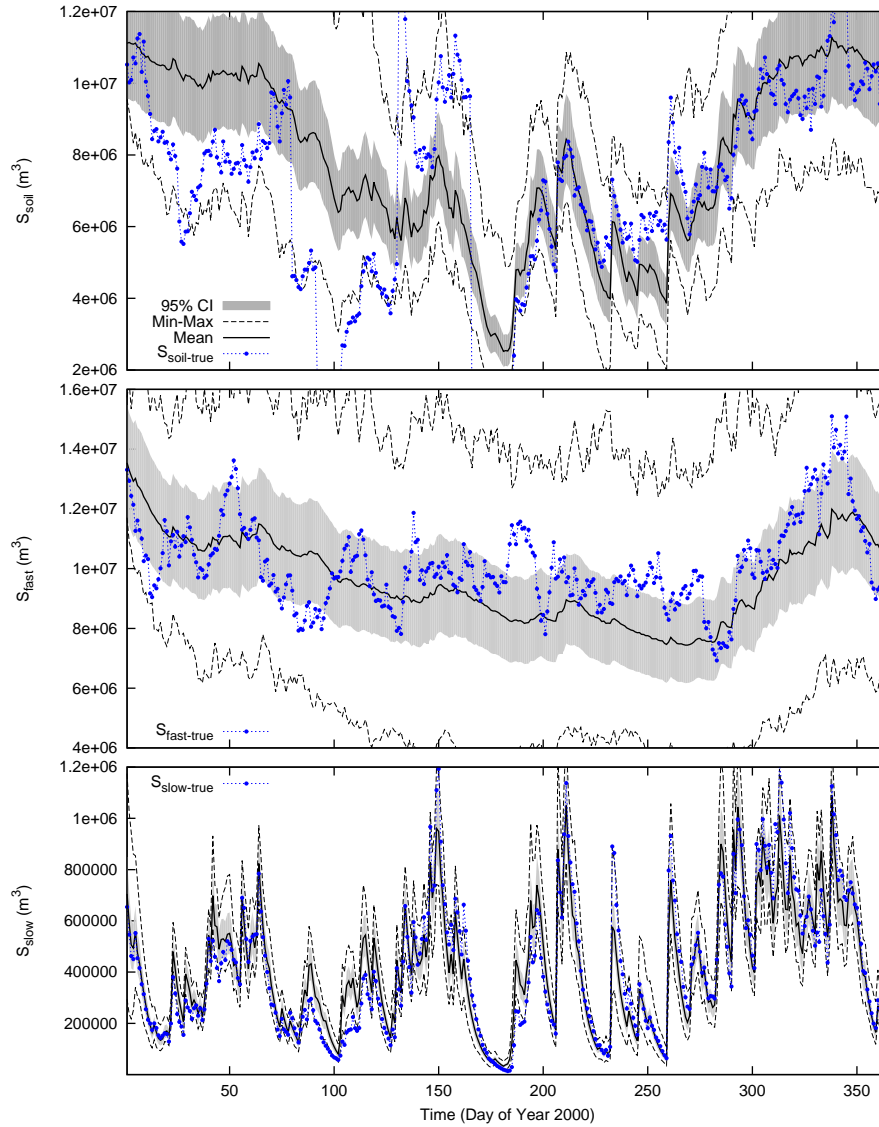 1.2e+07
1e+07
8e+06
6e+06
4e+06
2e+06
S_soil (m³)
95% CI
Min-Max
Mean
S_soil-true
1.6e+07
1.4e+07
1.2e+07
1e+07
8e+06
6e+06
4e+06
S_fast (m³)
S_fast-true
1.2e+06
1e+06
800000
600000
400000
200000
S_slow (m³)
S_slow-true
50 100 150 200 250 300 350
Time (Day of Year 2000)